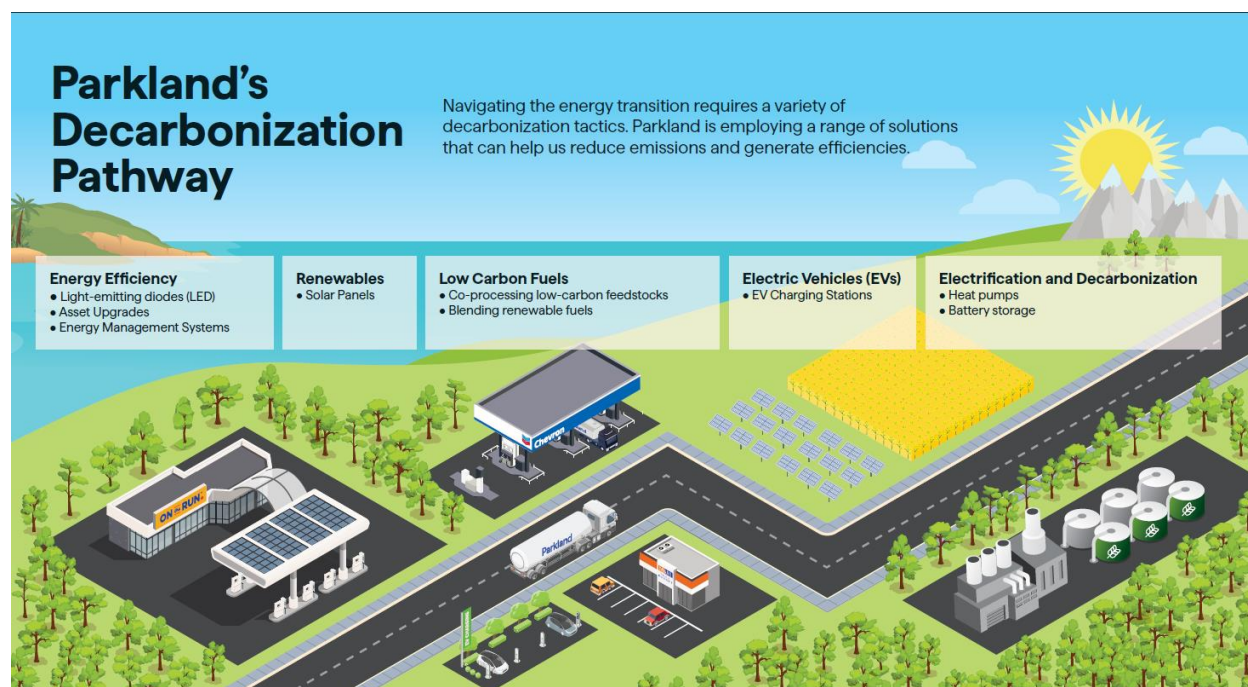 Parkland's
Decarbonization
Pathway
Navigating the energy transition requires a variety of
decarbonization tactics. Parkland is employing a range of solutions
that can help us reduce emissions and generate efficiencies.
Energy Efficiency
● Light-emitting diodes (LED)
● Asset Upgrades
● Energy Management Systems
Renewables
● Solar Panels
Low Carbon Fuels
● Co-processing low-carbon feedstocks
● Blending renewable fuels
Electric Vehicles (EVs)
● EV Charging Stations
Electrification and Decarbonization
● Heat pumps
● Battery storage
Chevron
ON the RUN
Parkland